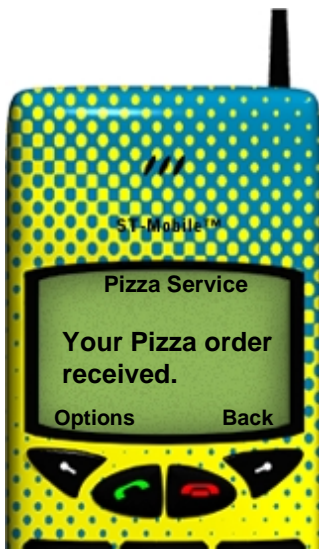 ST-Mobile™
Pizza Service
Your Pizza order
received.
Options Back